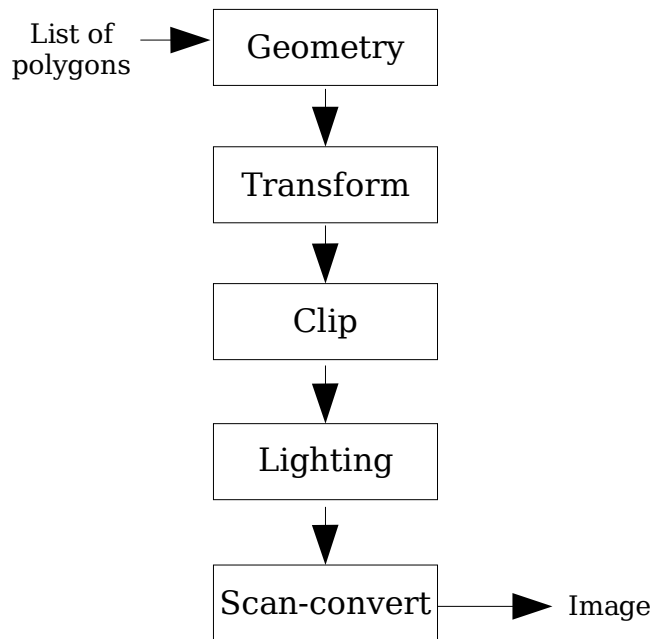 List of
polygons
Geometry
Transform
Clip
Lighting
Scan-convert
Image